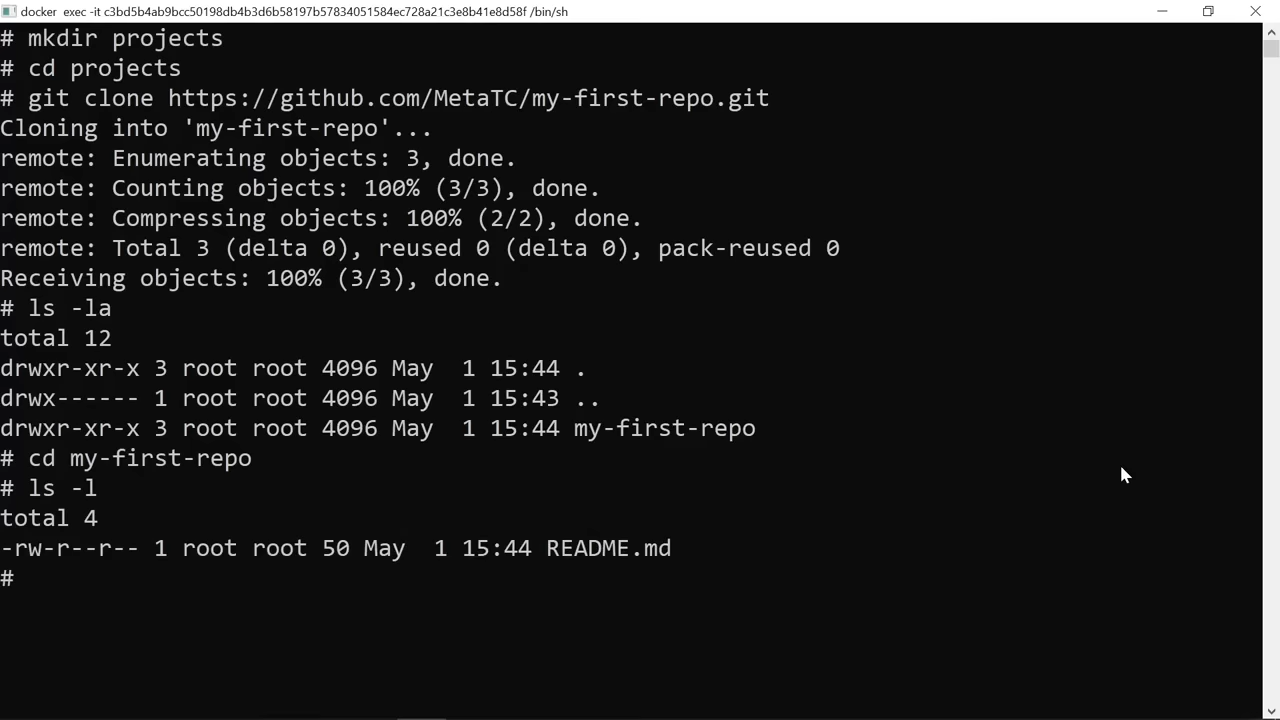 docker exec -it c3bd5b4ab9bcc50198db4b3d6b58197b57834051584ec728a21c3e8b41e8d58f /bin/sh
# mkdir projects
# cd projects
# git clone https://github.com/MetaTC/my-first-repo.git
Cloning into 'my-first-repo'...
remote: Enumerating objects: 3, done.
remote: Counting objects: 100% (3/3), done.
remote: Compressing objects: 100% (2/2), done.
remote: Total 3 (delta 0), reused 0 (delta 0), pack-reused 0
Receiving objects: 100% (3/3), done.
# ls -la
total 12
drwxr-xr-x 3 root root 4096 May  1 15:44 .
drwx------ 1 root root 4096 May  1 15:43 ..
drwxr-xr-x 3 root root 4096 May  1 15:44 my-first-repo
# cd my-first-repo
# ls -l
total 4
-rw-r--r-- 1 root root 50 May  1 15:44 README.md
#